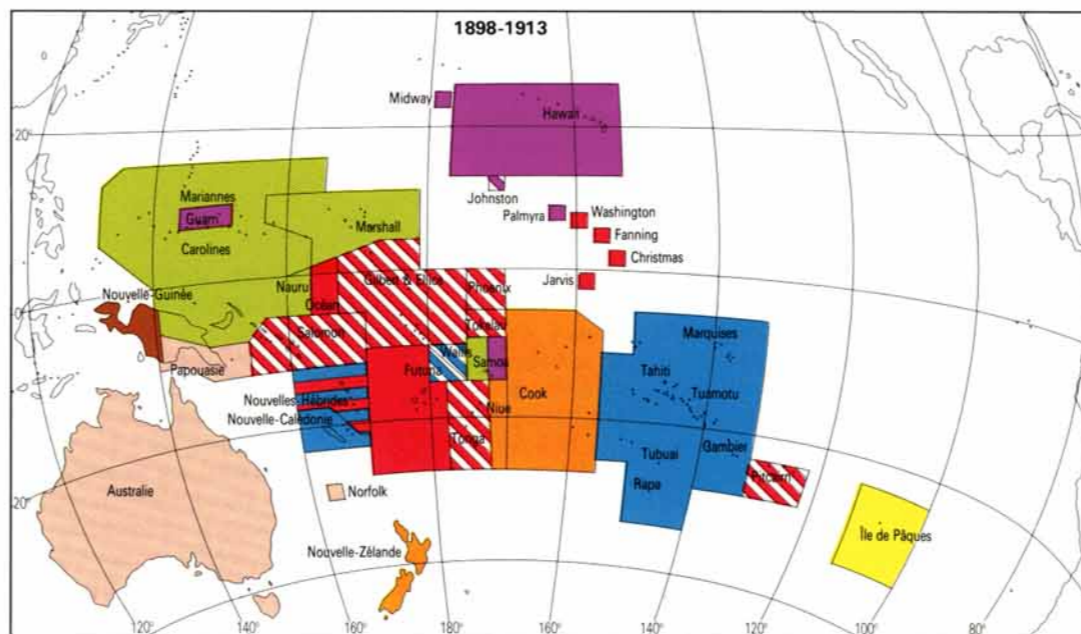 1898-1913
Midway
Hawaii
20°
Johnston
Palmyra
Washington
Fanning
Christmas
Jarvis
Mariannes
Guam
Carolines
Marshall
Nauru
Océan
Gilbert & Ellice
Phoenix
Nouvelle-Guinée
0°
Salomon
Tokelau
Papouasie
Wallis
Futuna
Samoa
Marquises
Tahiti
Tuamotu
Nouvelles-Hébrides
Nouvelle-Calédonie
Niue
Cook
Tonga
Gambier
Tubuai
Pitcairn
Rapa
Australie
Norfolk
20°
Île de Pâques
Nouvelle-Zélande
120°
140°
160°
180°
160°
140°
120°
100°
80°